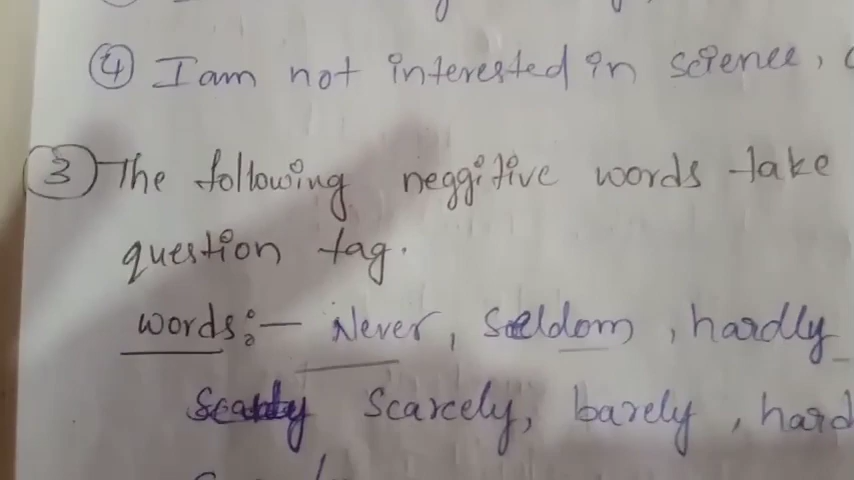 ④ I am not interested in science,
③ The following neggitive words take
question tag.
words:- Never, Seldom, hardly
scarcely, barely, hard